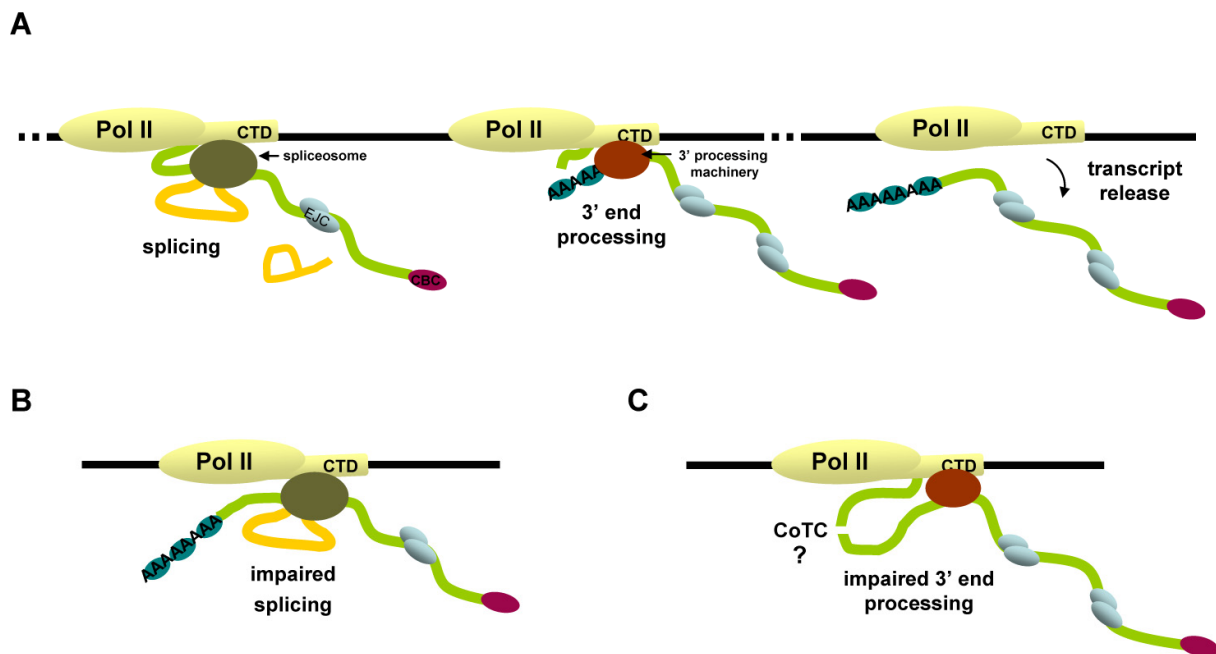 A
Pol II
CTD
spliceosome
EJC
splicing
CBC
Pol II
CTD
3' processing
machinery
AAAAA
3' end
processing
Pol II
CTD
transcript
release
AAAAAAAA
B
Pol II
CTD
AAAAAAA
impaired
splicing
C
Pol II
CTD
CoTC
?
impaired 3' end
processing